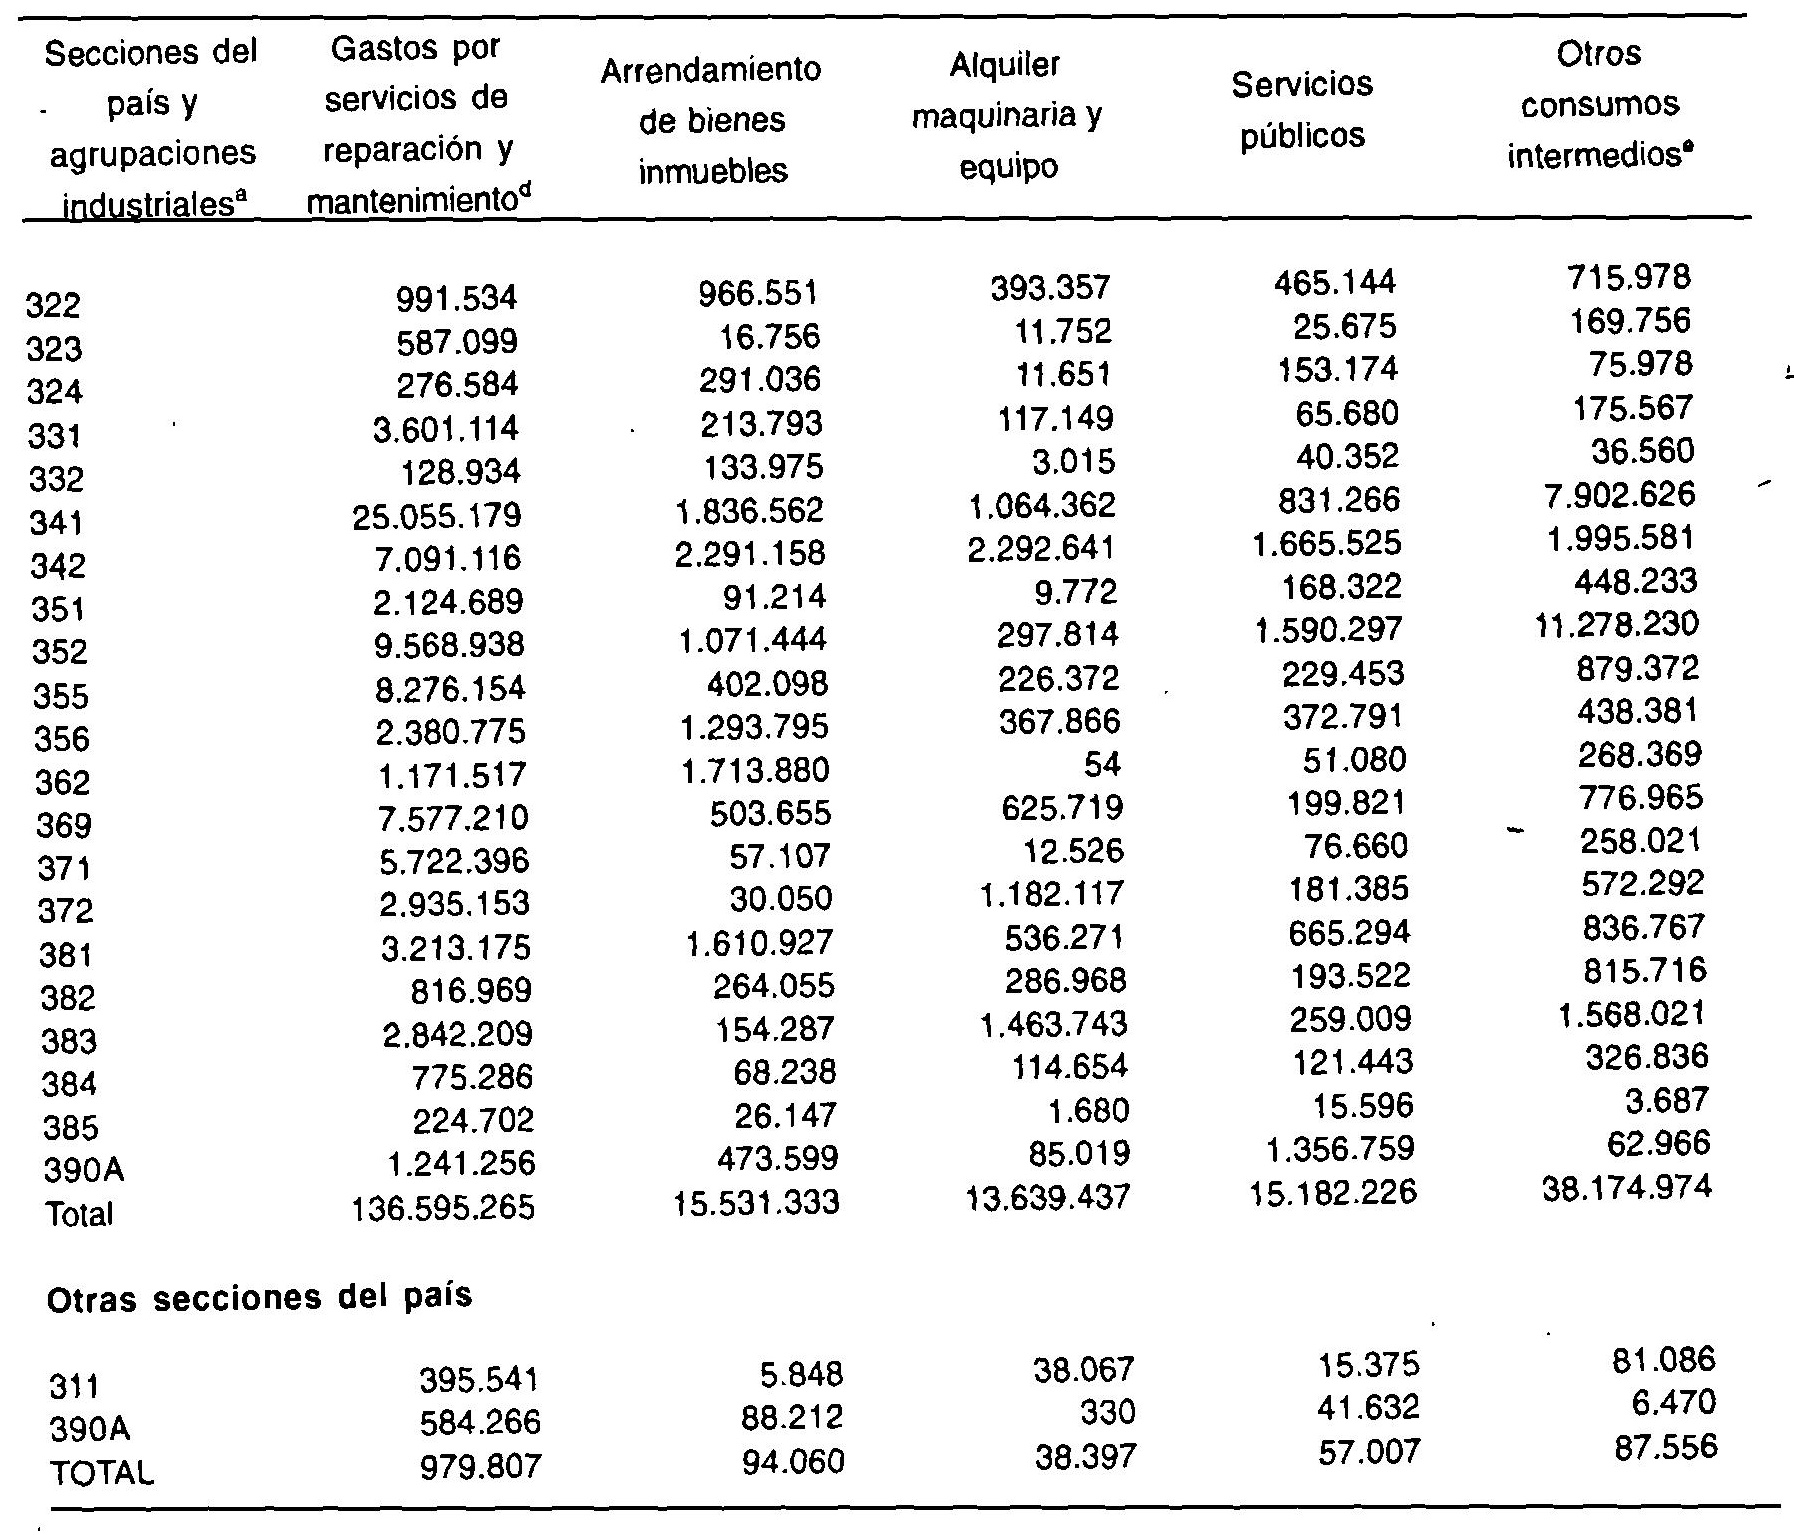 Secciones del país y agrupaciones industrialesª Gastos por servicios de reparación y mantenimientoᵈ Arrendamiento de bienes inmuebles Alquiler maquinaria y equipo Servicios públicos Otros consumos intermediosᵉ
322 991.534 966.551 393.357 465.144 715.978
323 587.099 16.756 11.752 25.675 169.756
324 276.584 291.036 11.651 153.174 75.978
331 3.601.114 213.793 117.149 65.680 175.567
332 128.934 133.975 3.015 40.352 36.560
341 25.055.179 1.836.562 1.064.362 831.266 7.902.626
342 7.091.116 2.291.158 2.292.641 1.665.525 1.995.581
351 2.124.689 91.214 9.772 168.322 448.233
352 9.568.938 1.071.444 297.814 1.590.297 11.278.230
355 8.276.154 402.098 226.372 229.453 879.372
356 2.380.775 1.293.795 367.866 372.791 438.381
362 1.171.517 1.713.880 54 51.080 268.369
369 7.577.210 503.655 625.719 199.821 776.965
371 5.722.396 57.107 12.526 76.660 258.021
372 2.935.153 30.050 1.182.117 181.385 572.292
381 3.213.175 1.610.927 536.271 665.294 836.767
382 816.969 264.055 286.968 193.522 815.716
383 2.842.209 154.287 1.463.743 259.009 1.568.021
384 775.286 68.238 114.654 121.443 326.836
385 224.702 26.147 1.680 15.596 3.687
390A 1.241.256 473.599 85.019 1.356.759 62.966
Total 136.595.265 15.531.333 13.639.437 15.182.226 38.174.974
Otras secciones del país
311 395.541 5.848 38.067 15.375 81.086
390A 584.266 88.212 330 41.632 6.470
TOTAL 979.807 94.060 38.397 57.007 87.556